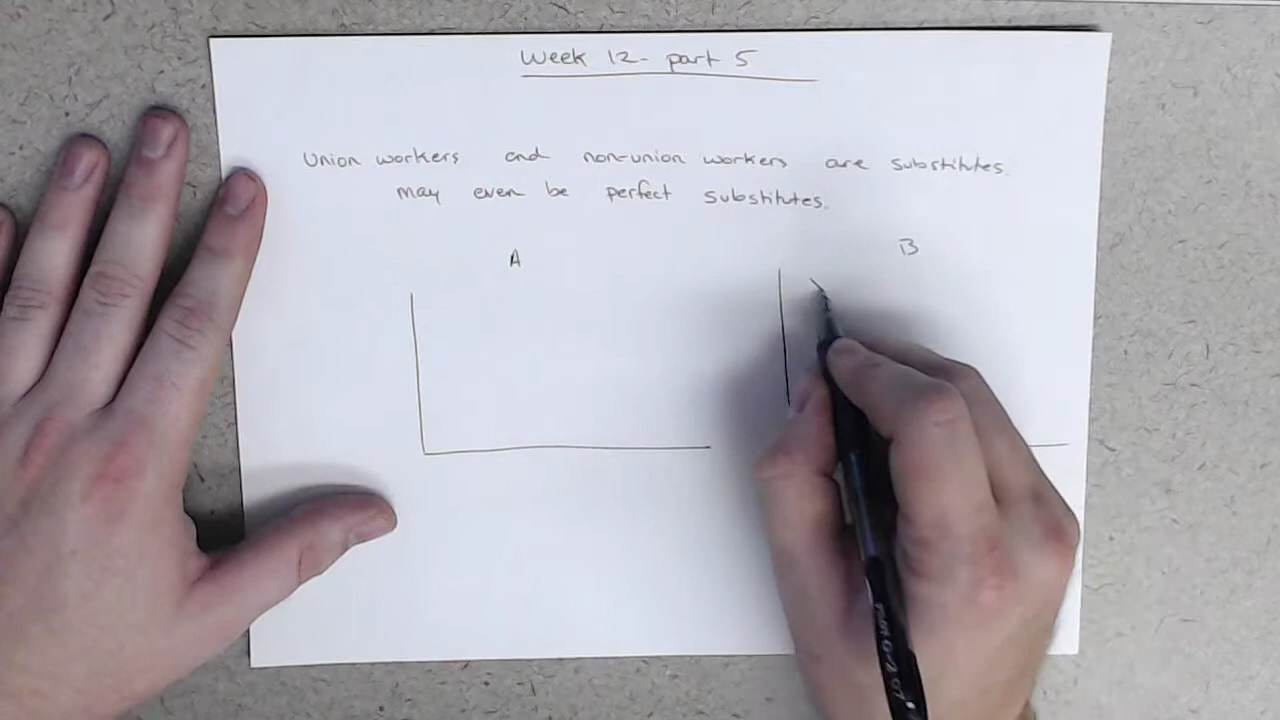 Week 12 - part 5
Union workers and non-union workers are substitutes.
may even be perfect substitutes.
A
B